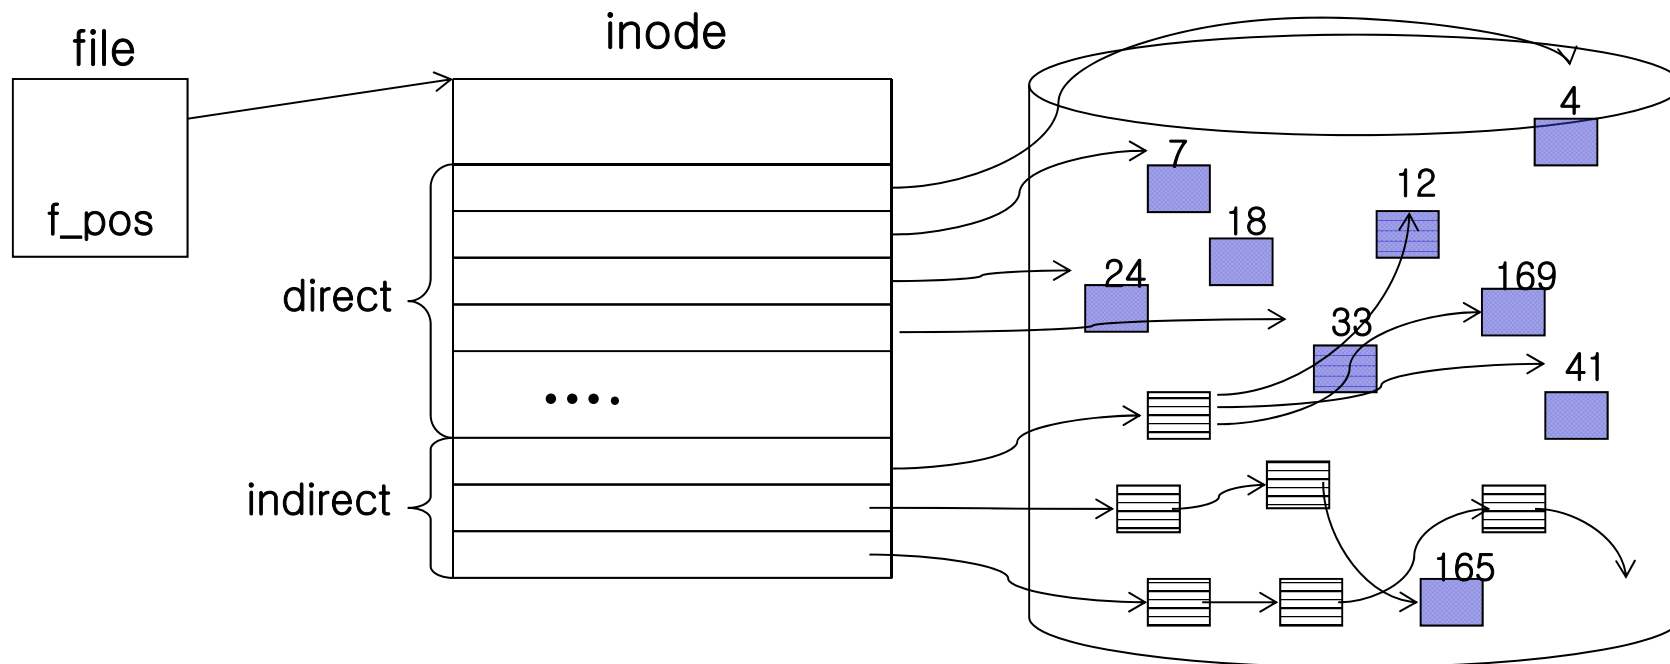 file
inode
f_pos
direct
....
indirect
4
7
12
18
24
169
33
41
165